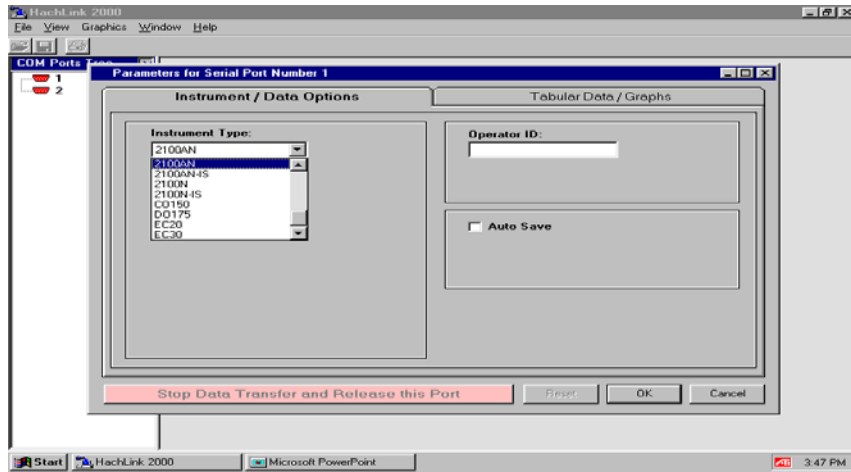 HachLink 2000
File View Graphics Window Help
COM Ports Tree
1
2
Parameters for Serial Port Number 1
Instrument / Data Options
Tabular Data / Graphs
Instrument Type:
2100AN
2100AN
2100AN-IS
2100N
2100N-IS
CO150
DO175
EC20
EC30
Operator ID:
Auto Save
Stop Data Transfer and Release this Port
Reset
OK
Cancel
Start
HachLink 2000
Microsoft PowerPoint
ATI
3:47 PM